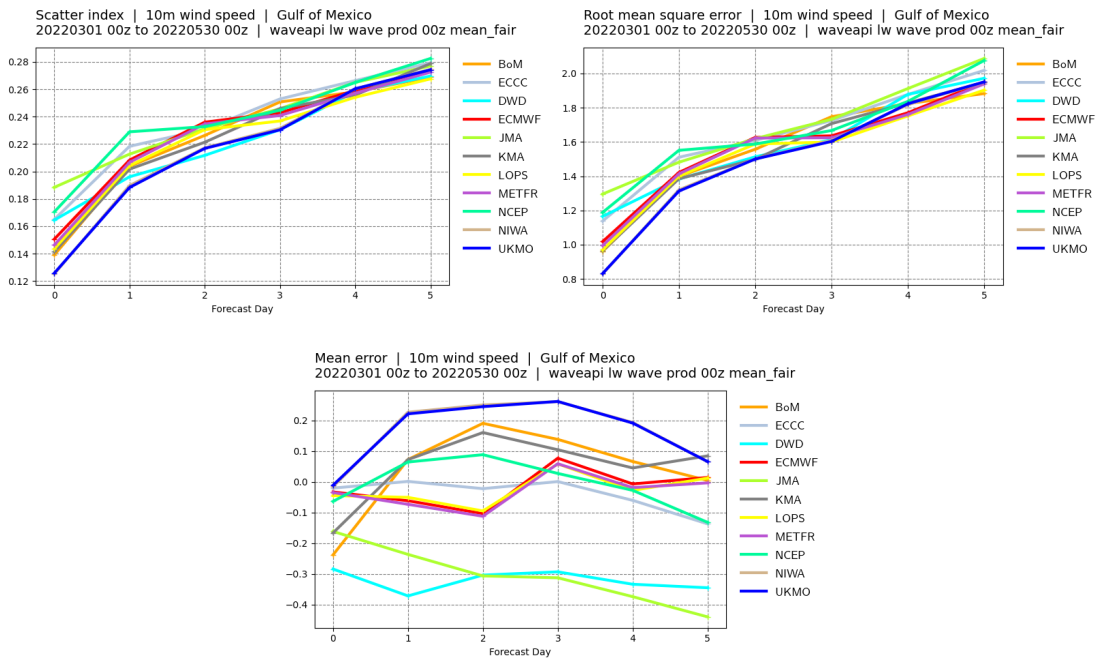 Scatter index  |  10m wind speed  |  Gulf of Mexico
20220301 00z to 20220530 00z  |  waveapi lw wave prod 00z mean_fair
0.28
0.26
0.24
0.22
0.20
0.18
0.16
0.14
0.12
0 1 2 3 4 5
Forecast Day
BoM
ECCC
DWD
ECMWF
JMA
KMA
LOPS
METFR
NCEP
NIWA
UKMO
Root mean square error  |  10m wind speed  |  Gulf of Mexico
20220301 00z to 20220530 00z  |  waveapi lw wave prod 00z mean_fair
2.0
1.8
1.6
1.4
1.2
1.0
0.8
0 1 2 3 4 5
Forecast Day
BoM
ECCC
DWD
ECMWF
JMA
KMA
LOPS
METFR
NCEP
NIWA
UKMO
Mean error  |  10m wind speed  |  Gulf of Mexico
20220301 00z to 20220530 00z  |  waveapi lw wave prod 00z mean_fair
0.2
0.1
0.0
−0.1
−0.2
−0.3
−0.4
0 1 2 3 4 5
Forecast Day
BoM
ECCC
DWD
ECMWF
JMA
KMA
LOPS
METFR
NCEP
NIWA
UKMO